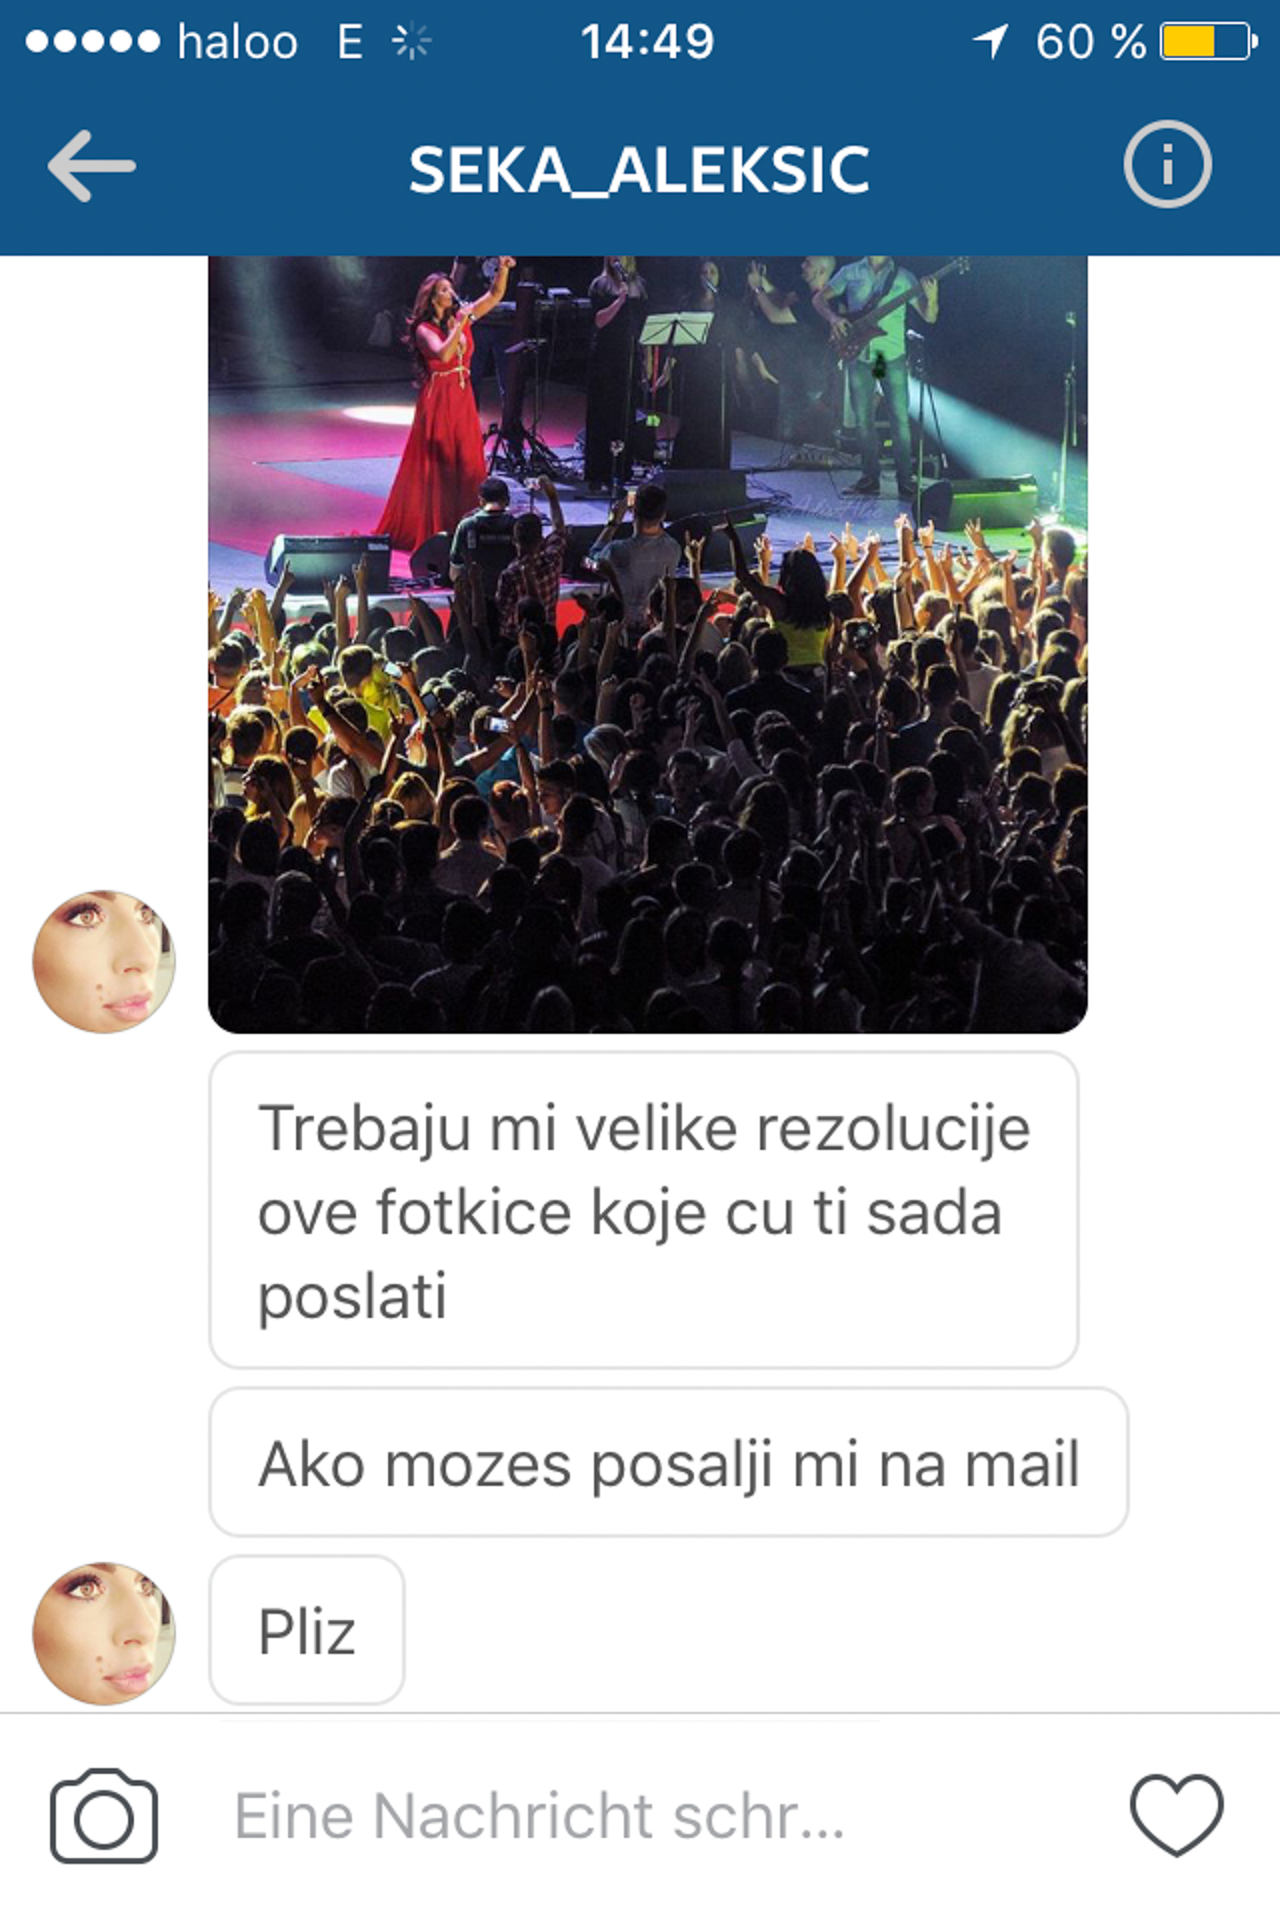 haloo E 14:49 60 %
SEKA_ALEKSIC
Trebaju mi velike rezolucije
ove fotkice koje cu ti sada
poslati
Ako mozes posalji mi na mail
Pliz
Eine Nachricht schr...